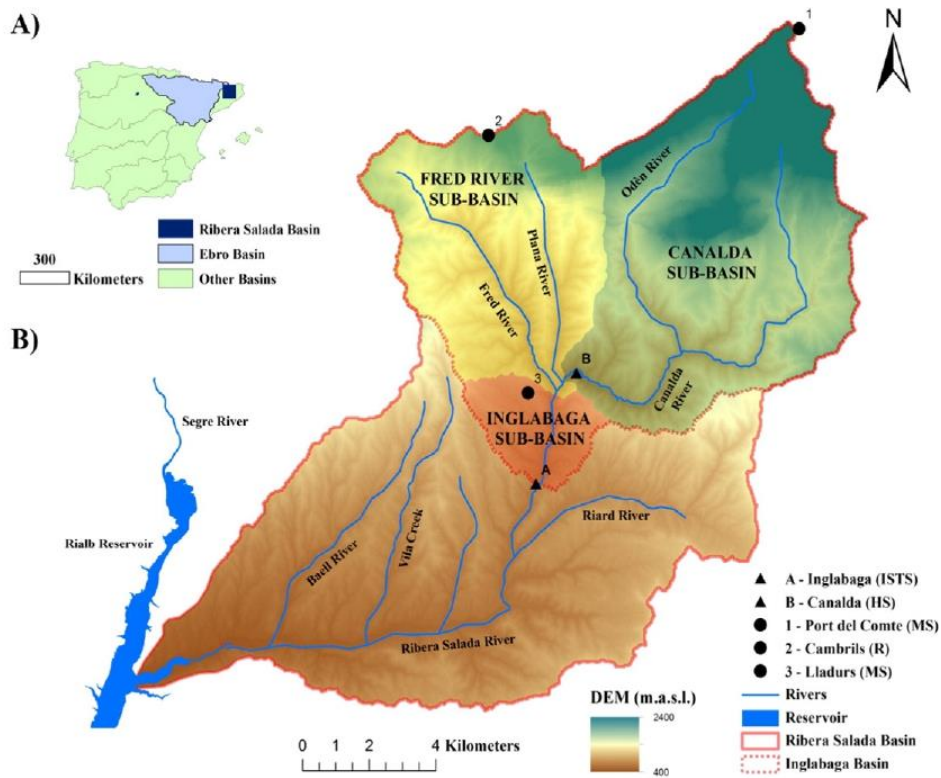 A)
1
N
2
FRED RIVER
SUB-BASIN
Odèn River
Plana River
CANALDA
SUB-BASIN
Fred River
Ribera Salada Basin
Ebro Basin
Other Basins
300
Kilometers
B)
B
3
Canalda
River
INGLABAGA
SUB-BASIN
A
Segre River
Rialb Reservoir
Riard River
Vila Creek
Ribera Salada River
A - Inglabaga (ISTS)
B - Canalda (HS)
1 - Port del Comte (MS)
2 - Cambrils (R)
3 - Lladurs (MS)
Rivers
Reservoir
Ribera Salada Basin
Inglabaga Basin
DEM (m.a.s.l.)
2400
400
0 1 2 4 Kilometers